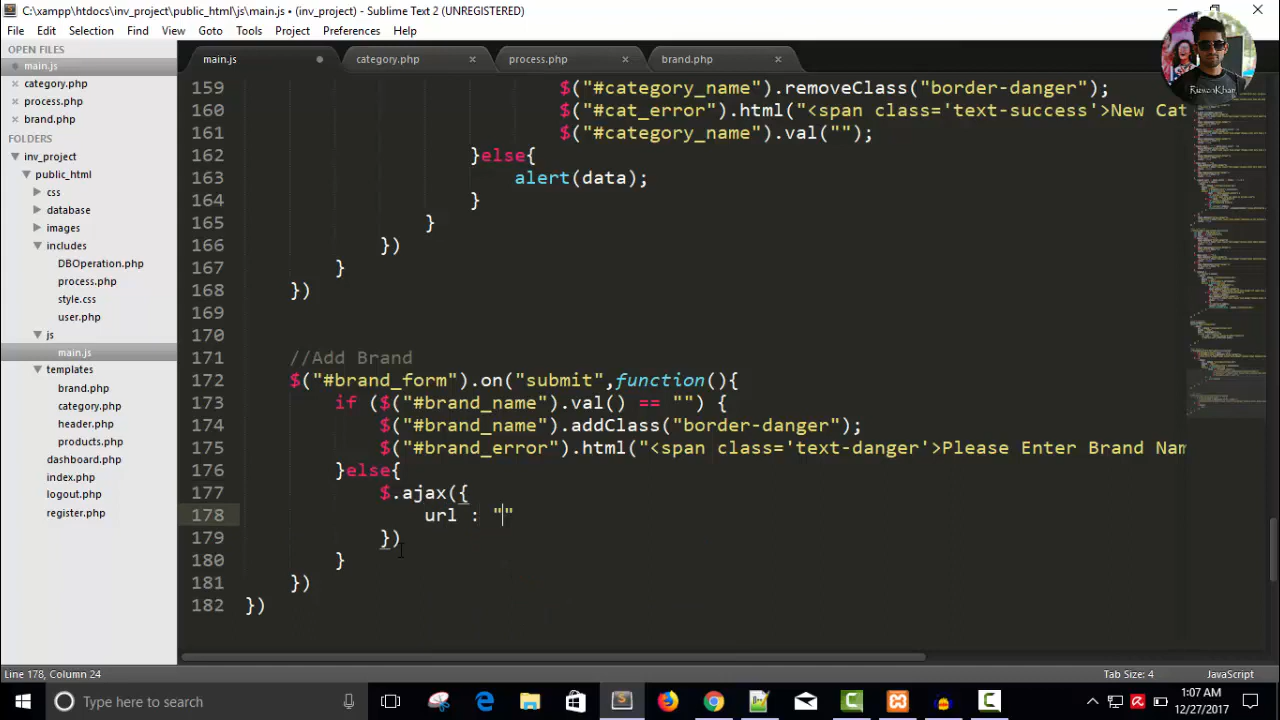 C:\xampp\htdocs\inv_project\public_html\js\main.js • (inv_project) - Sublime Text 2 (UNREGISTERED)
File Edit Selection Find View Goto Tools Project Preferences Help
OPEN FILES
main.js
category.php
process.php
brand.php
FOLDERS
inv_project
public_html
css
database
images
includes
DBOperation.php
process.php
style.css
user.php
js
main.js
templates
brand.php
category.php
header.php
products.php
dashboard.php
index.php
logout.php
register.php
main.js category.php process.php brand.php
159 $("#category_name").removeClass("border-danger");
160 $("#cat_error").html("<span class='text-success'>New Cat
161 $("#category_name").val("");
162 }else{
163 alert(data);
164 }
165 }
166 })
167 }
168 })
169
170
171 //Add Brand
172 $("#brand_form").on("submit",function(){
173 if ($("#brand_name").val() == "") {
174 $("#brand_name").addClass("border-danger");
175 $("#brand_error").html("<span class='text-danger'>Please Enter Brand Nam
176 }else{
177 $.ajax({
178 url : ""
179 })
180 }
181 })
182 })
Line 178, Column 24 Tab Size: 4 JavaScript
Type here to search
1:07 AM
12/27/2017